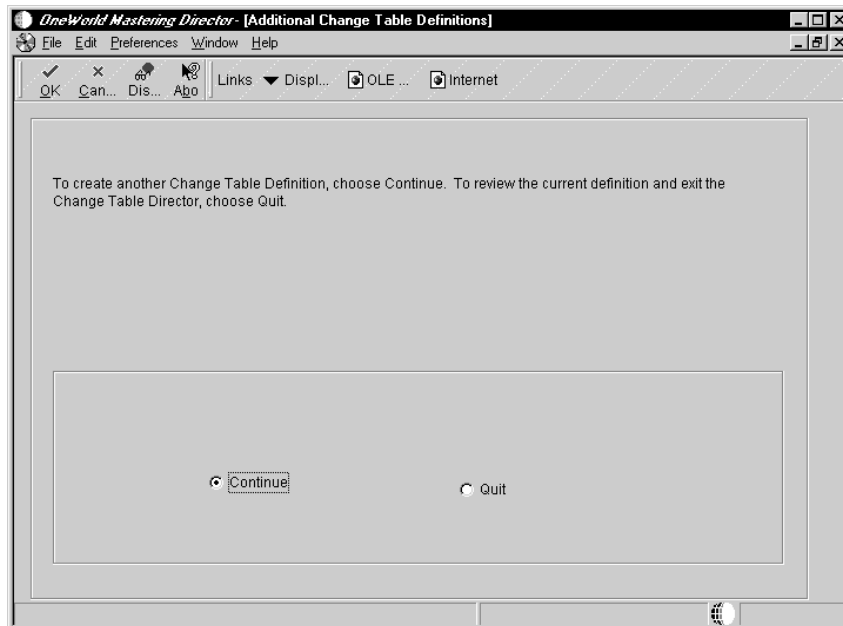 OneWorld Mastering Director - [Additional Change Table Definitions]
File Edit Preferences Window Help
OK Can... Dis... Abo Links Displ... OLE ... Internet
To create another Change Table Definition, choose Continue. To review the current definition and exit the
Change Table Director, choose Quit.
Continue Quit